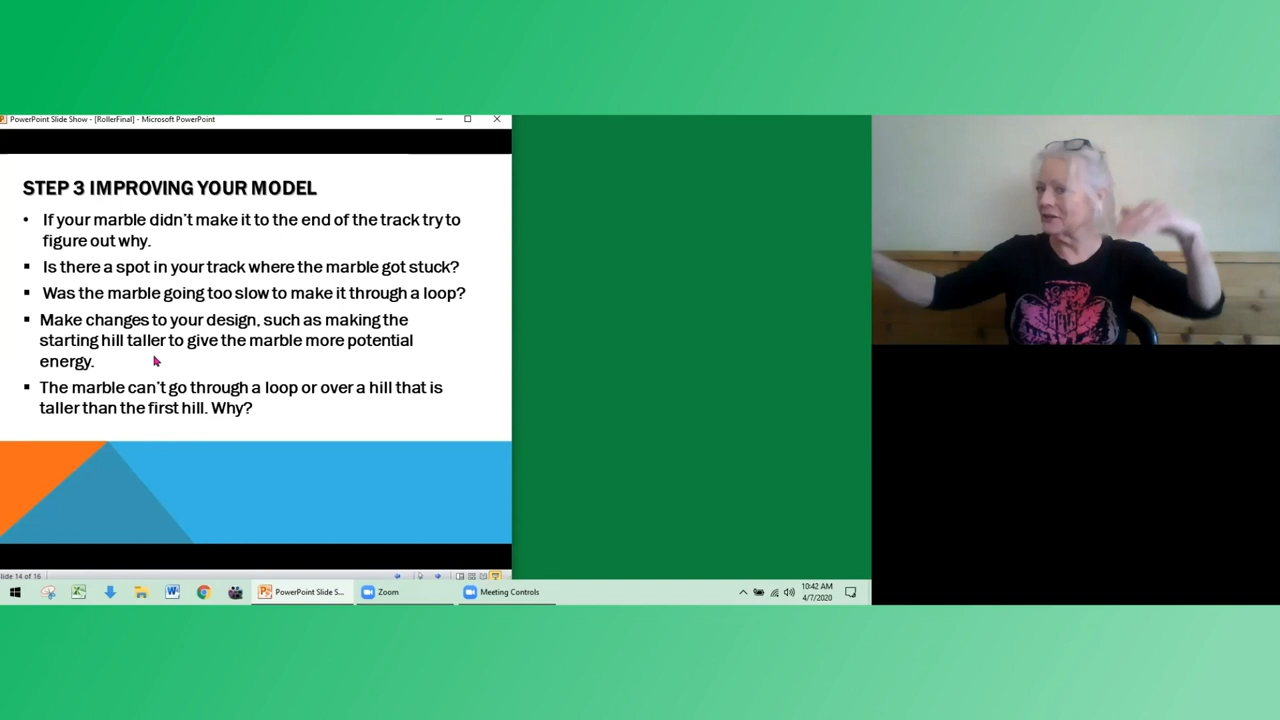 PowerPoint Slide Show - [RollerFinal] - Microsoft PowerPoint
STEP 3 IMPROVING YOUR MODEL
• If your marble didn't make it to the end of the track try to
figure out why.
▪ Is there a spot in your track where the marble got stuck?
▪ Was the marble going too slow to make it through a loop?
▪ Make changes to your design, such as making the
starting hill taller to give the marble more potential
energy.
▪ The marble can't go through a loop or over a hill that is
taller than the first hill. Why?
lide 14 of 16
PowerPoint Slide S...
Zoom
Meeting Controls
10:42 AM
4/7/2020